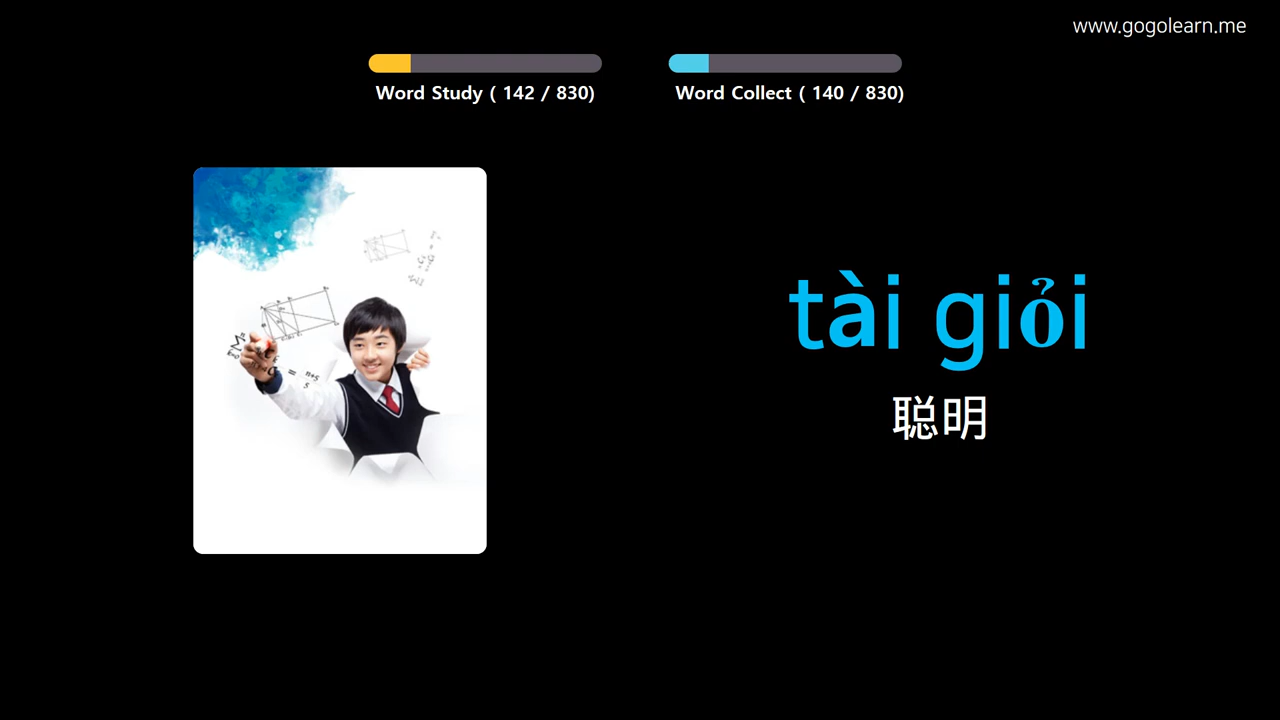 www.gogolearn.me
Word Study ( 142 / 830)
Word Collect ( 140 / 830)
tài giỏi
聪明